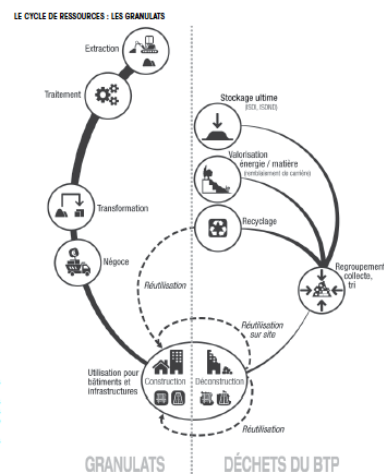 LE CYCLE DE RESSOURCES : LES GRANULATS
Extraction
Traitement
Transformation
Négoce
Stockage ultime
(ISDI, ISDND)
Valorisation
énergie / matière
(remblaiement de carrière)
Recyclage
Regroupement
collecte,
tri
Réutilisation
Réutilisation
sur site
Utilisation pour
bâtiments et
infrastructures
Construction
Déconstruction
Réutilisation
GRANULATS
DÉCHETS DU BTP